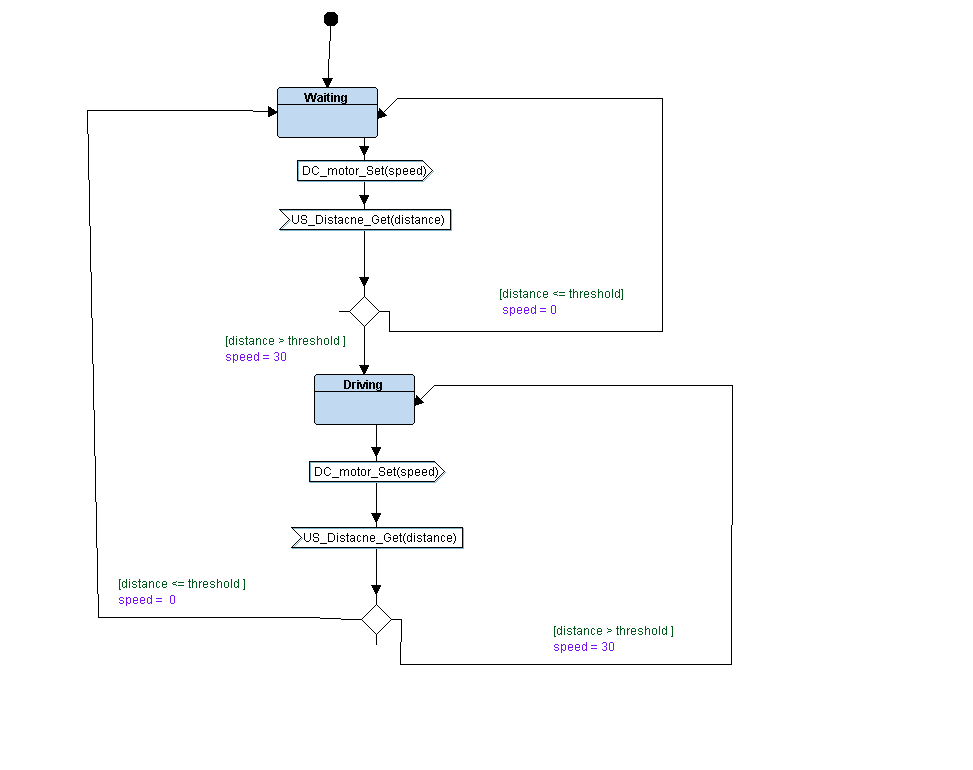 Waiting
DC_motor_Set(speed)
US_Distacne_Get(distance)
[distance <= threshold]
speed = 0
[distance > threshold ]
speed = 30
Driving
DC_motor_Set(speed)
US_Distacne_Get(distance)
[distance <= threshold ]
speed =  0
[distance > threshold ]
speed = 30